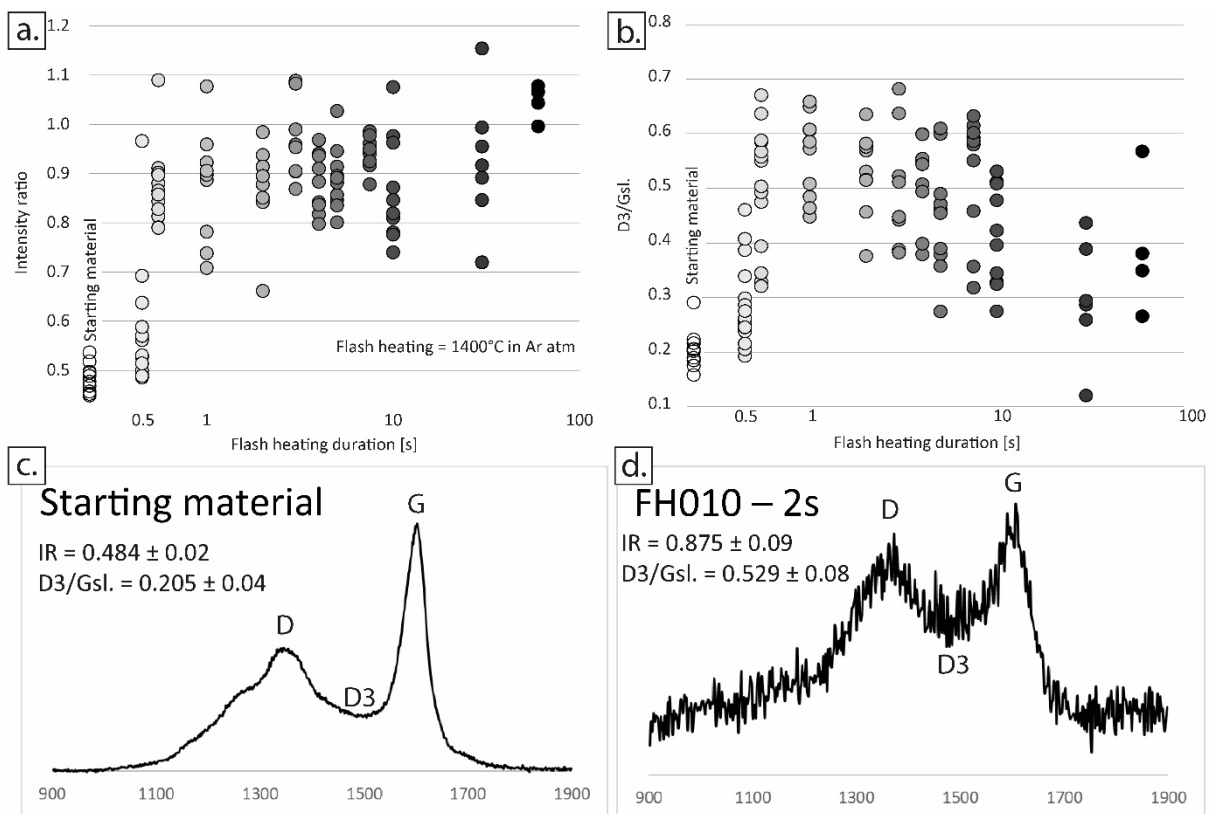 a.
1.2
1.1
1.0
0.9
0.8
0.7
0.6
0.5
Intensity ratio
Starting material
Flash heating = 1400°C in Ar atm
0.5 1 10 100
Flash heating duration [s]
b.
0.8
0.7
0.6
0.5
0.4
0.3
0.2
0.1
D3/Gsl.
Starting material
0.5 1 10 100
Flash heating duration [s]
c.
Starting material
IR = 0.484 ± 0.02
D3/Gsl. = 0.205 ± 0.04
D
D3
G
900 1100 1300 1500 1700 1900
d.
FH010 – 2s
IR = 0.875 ± 0.09
D3/Gsl. = 0.529 ± 0.08
D
D3
G
900 1100 1300 1500 1700 1900